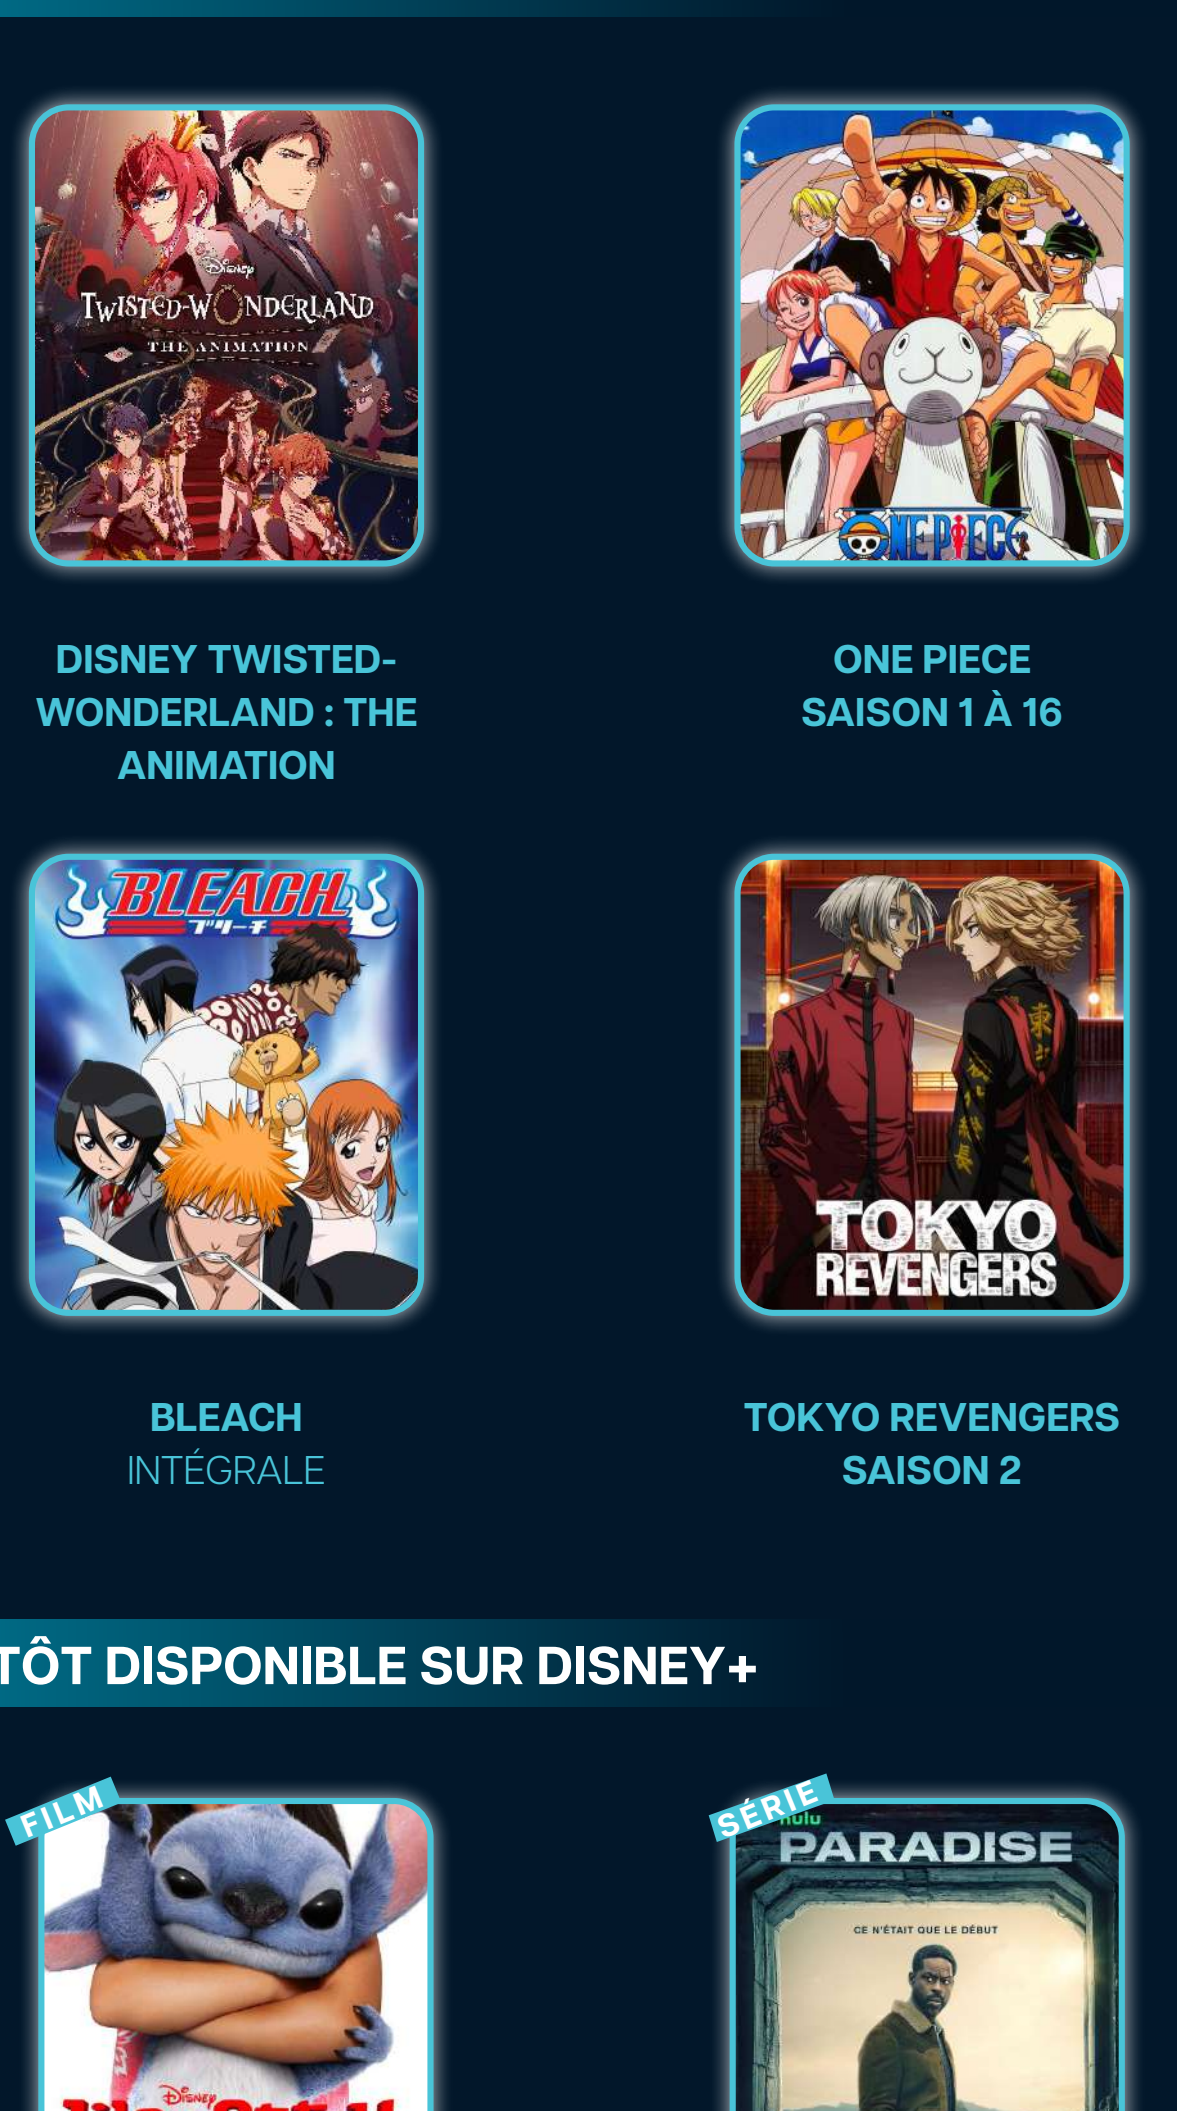 Disney
TWISTED-WONDERLAND
THE ANIMATION
ONE PIECE
DISNEY TWISTED-
WONDERLAND : THE
ANIMATION
ONE PIECE
SAISON 1 À 16
BLEACH
ブリーチ
TOKYO
REVENGERS
BLEACH
INTÉGRALE
TOKYO REVENGERS
SAISON 2
TÔT DISPONIBLE SUR DISNEY+
FILM
Disney
SÉRIE
hulu
PARADISE
CE N'ÉTAIT QUE LE DÉBUT